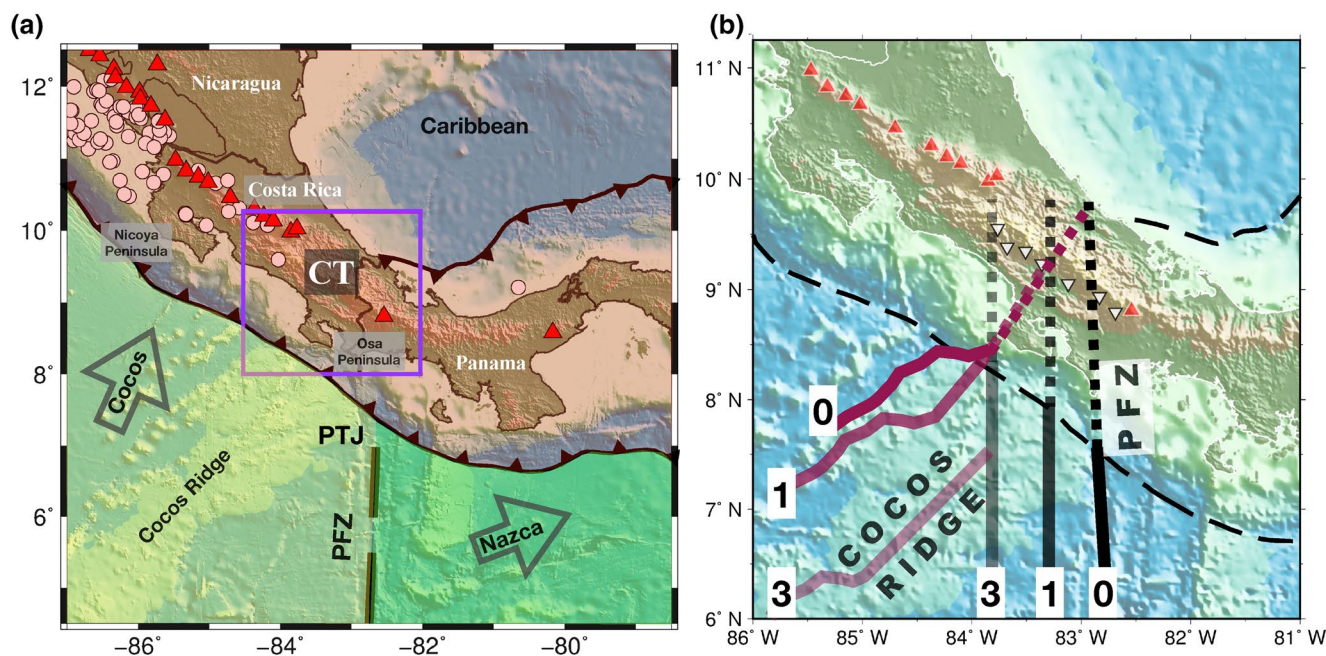 (a)
12°
10°
8°
6°
−86
−84
−82
−80
Nicaragua
Caribbean
Costa Rica
Nicoya
Peninsula
CT
Osa
Peninsula
Panama
Cocos
PTJ
Cocos Ridge
PFZ
Nazca
(b)
11° N
10° N
9° N
8° N
7° N
6° N
86° W
85° W
84° W
83° W
82° W
81° W
0
1
3
COCOS
RIDGE
3
1
0
PFZ